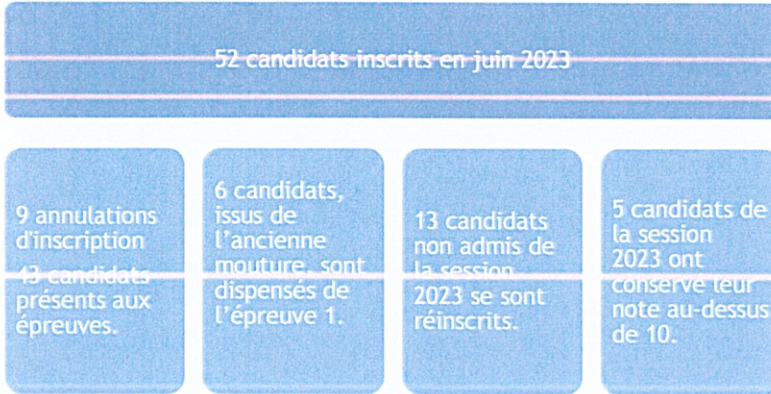 52 candidats inscrits en juin 2023
9 annulations
d'inscription
43 candidats
présents aux
épreuves.
6 candidats,
issus de
l'ancienne
mouture, sont
dispensés de
l'épreuve 1.
13 candidats
non admis de
la session
2023 se sont
réinscrits.
5 candidats de
la session
2023 ont
conservé leur
note au-dessus
de 10.